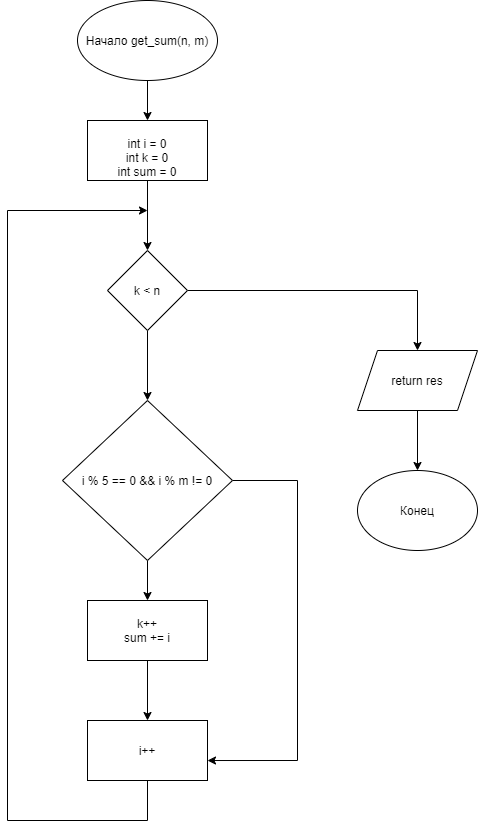 Начало get_sum(n, m)
int i = 0
int k = 0
int sum = 0
k < n
return res
i % 5 == 0 && i % m != 0
Конец
k++
sum += i
i++